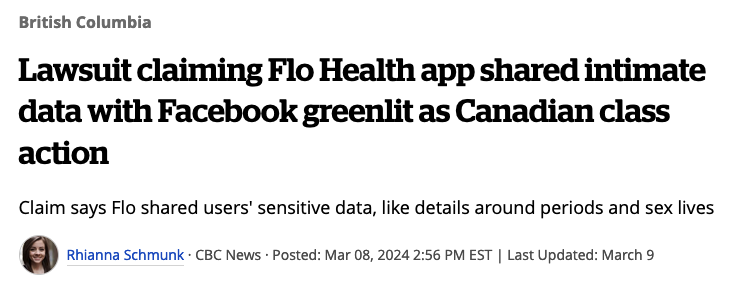 British Columbia
Lawsuit claiming Flo Health app shared intimate
data with Facebook greenlit as Canadian class
action
Claim says Flo shared users' sensitive data, like details around periods and sex lives
Rhianna Schmunk · CBC News · Posted: Mar 08, 2024 2:56 PM EST | Last Updated: March 9